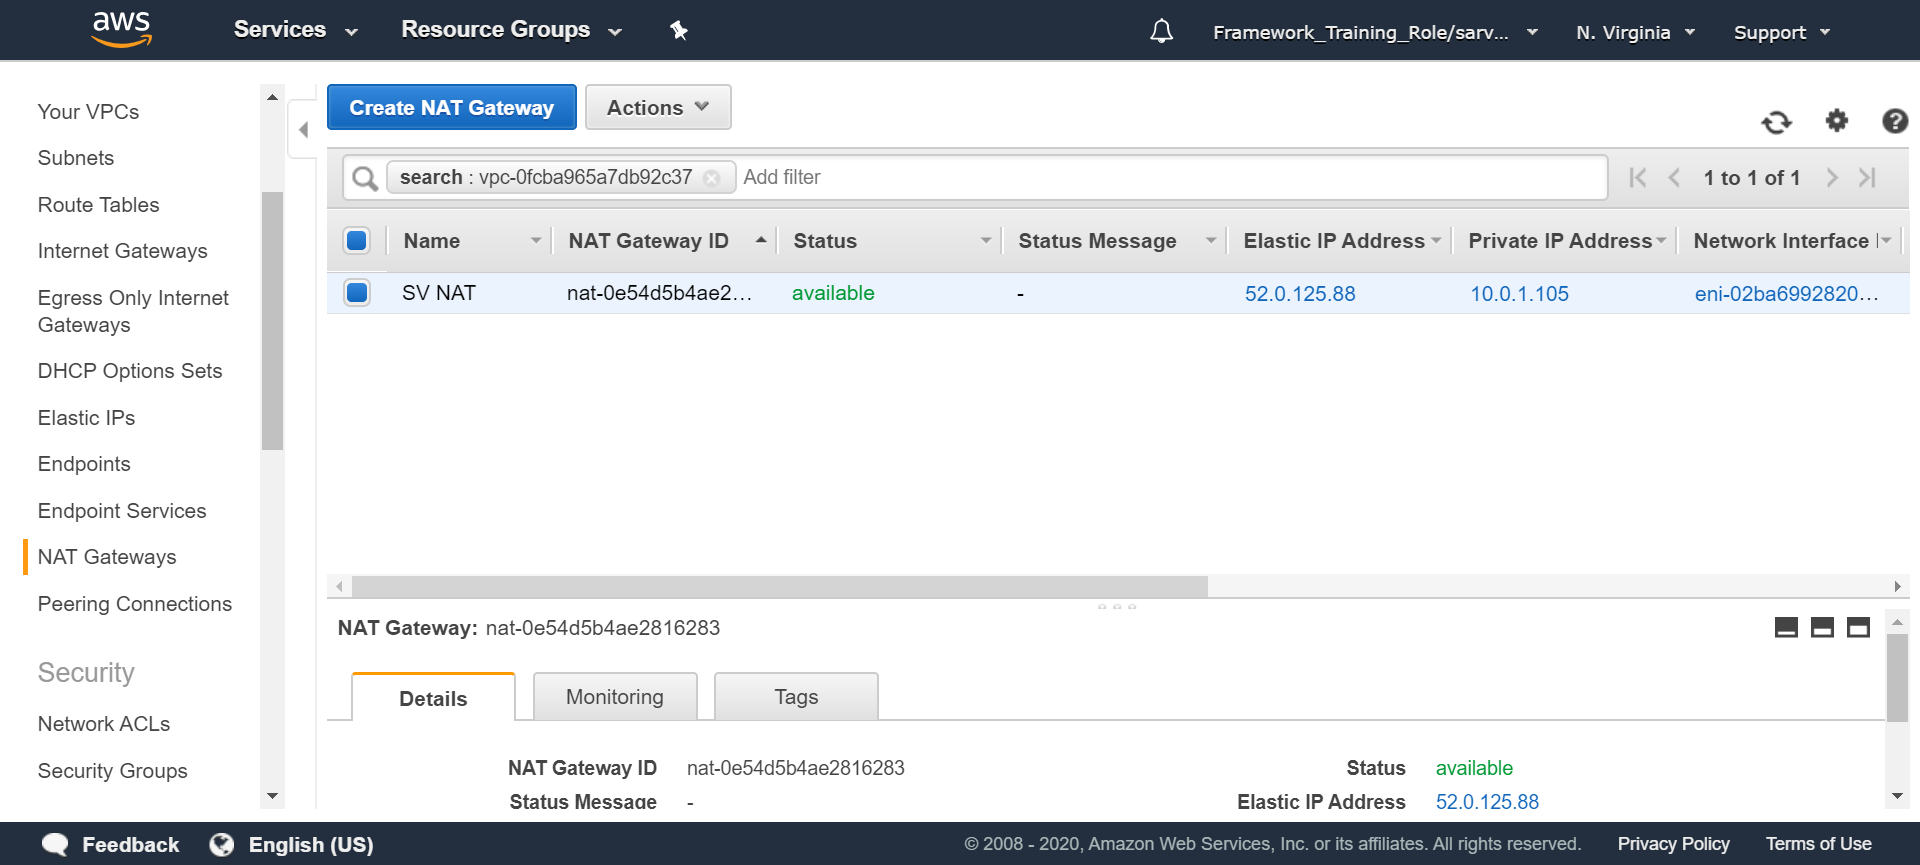 aws Services Resource Groups Framework_Training_Role/sarv... N. Virginia Support
Your VPCs
Subnets
Route Tables
Internet Gateways
Egress Only Internet
Gateways
DHCP Options Sets
Elastic IPs
Endpoints
Endpoint Services
NAT Gateways
Peering Connections
Security
Network ACLs
Security Groups
Create NAT Gateway Actions
search : vpc-0fcba965a7db92c37 Add filter 1 to 1 of 1
Name NAT Gateway ID Status Status Message Elastic IP Address Private IP Address Network Interface
SV NAT nat-0e54d5b4ae2... available - 52.0.125.88 10.0.1.105 eni-02ba6992820...
NAT Gateway: nat-0e54d5b4ae2816283
Details Monitoring Tags
NAT Gateway ID nat-0e54d5b4ae2816283 Status available
Status Message - Elastic IP Address 52.0.125.88
Feedback English (US) © 2008 - 2020, Amazon Web Services, Inc. or its affiliates. All rights reserved. Privacy Policy Terms of Use